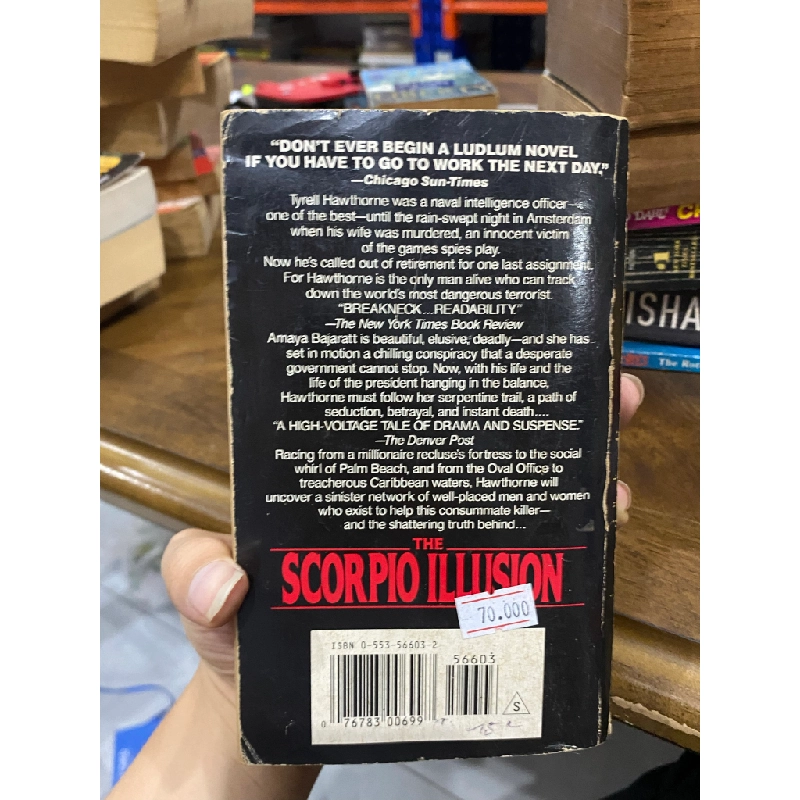 "DON'T EVER BEGIN A LUDLUM NOVEL
IF YOU HAVE TO GO TO WORK THE NEXT DAY,"
—Chicago Sun-Times
Tyrell Hawthorne was a naval intelligence officer—
one of the best—until the rain-swept night in Amsterdam
when his wife was murdered, an innocent victim
of the games spies play.
Now he's called out of retirement for one last assignment.
For Hawthorne is the only man alive who can track
down the world's most dangerous terrorist.
"BREAKNECK...READABILITY."
—The New York Times Book Review
Amaya Bajaratt is beautiful, elusive, deadly—and she has
set in motion a chilling conspiracy that a desperate
government cannot stop. Now, with his life and the
life of the president hanging in the balance,
Hawthorne must follow her serpentine trail, a path of
seduction, betrayal, and instant death....
"A HIGH-VOLTAGE TALE OF DRAMA AND SUSPENSE."
—The Denver Post
Racing from a millionaire recluse's fortress to the social
whirl of Palm Beach, and from the Oval Office to
treacherous Caribbean waters, Hawthorne will
uncover a sinister network of well-placed men and women
who exist to help this consummate killer—
and the shattering truth behind...
THE
SCORPIO ILLUSION
70.000
ISBN 0-553-56603-2
56603
0 76783 00699
S
ISHA